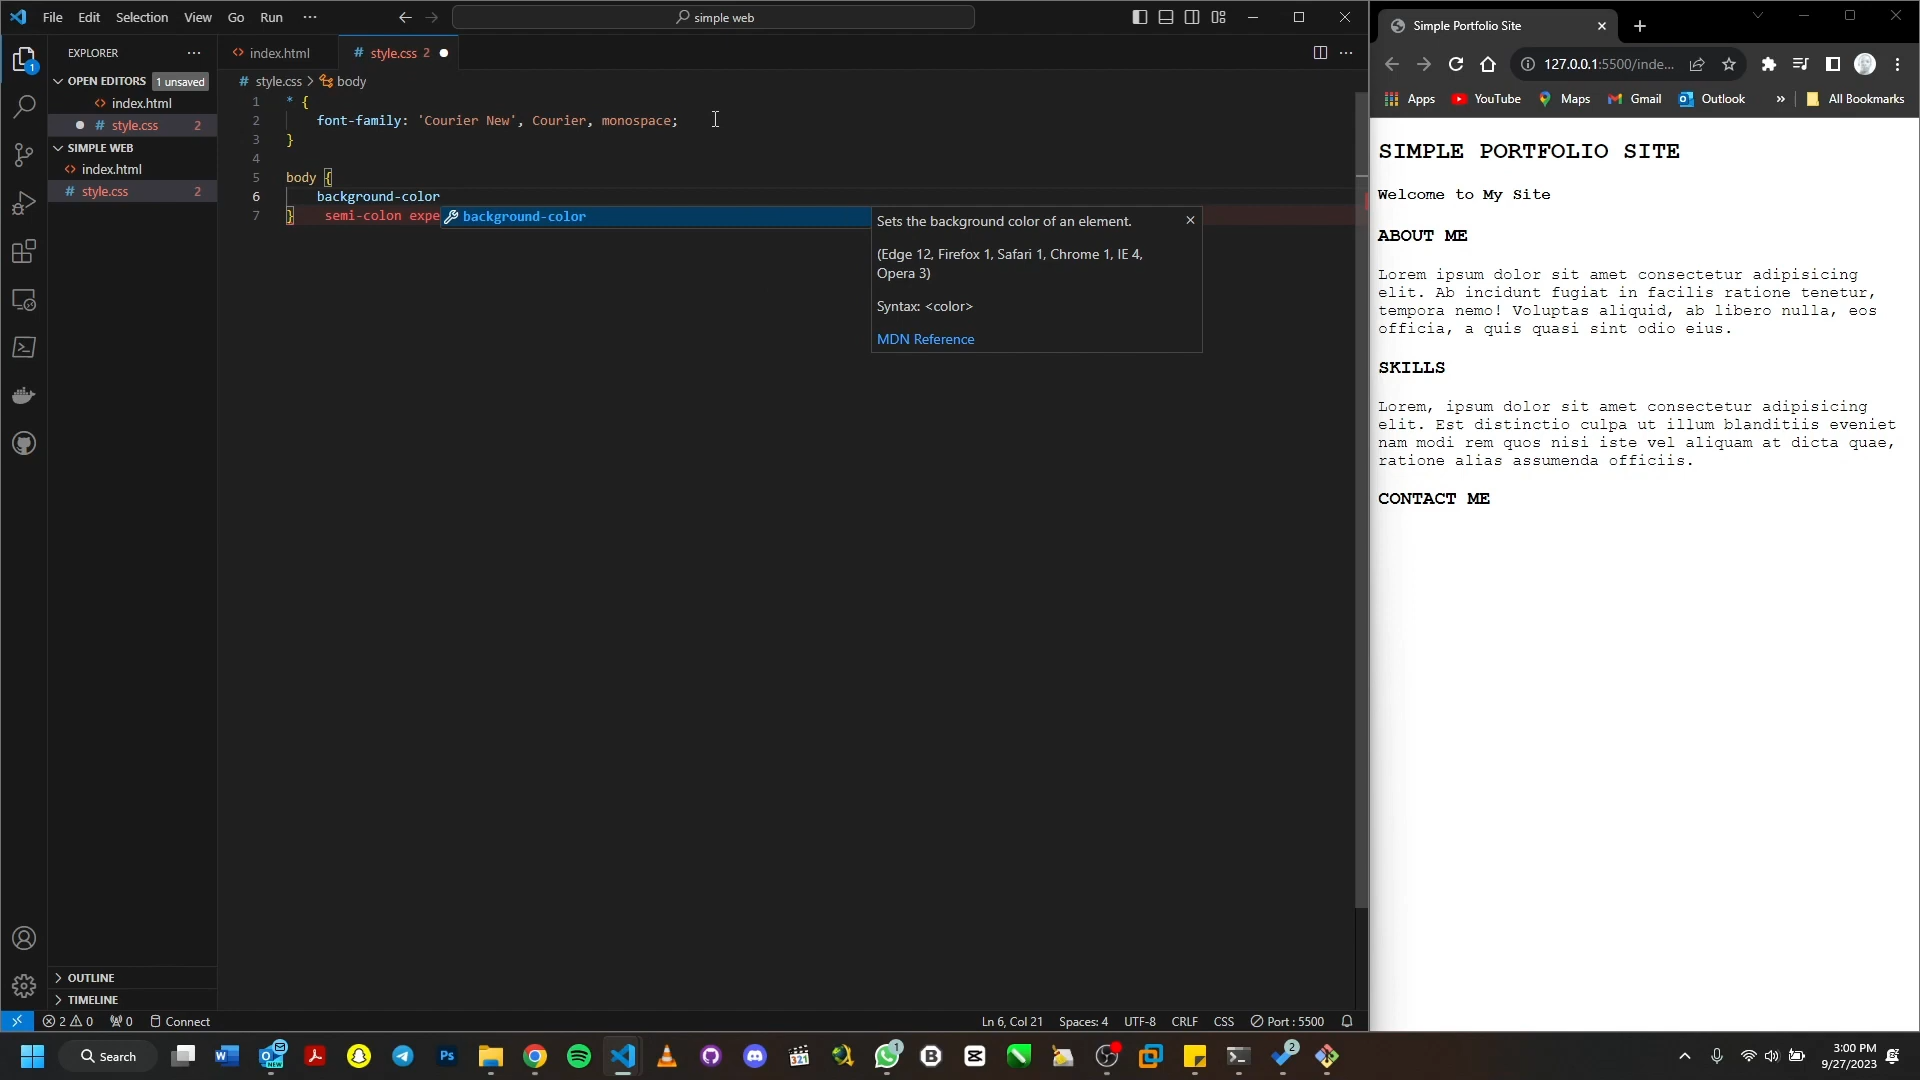 File Edit Selection View Go Run ...
simple web
EXPLORER
OPEN EDITORS 1 unsaved
<> index.html
# style.css 2
SIMPLE WEB
<> index.html
# style.css 2
OUTLINE
TIMELINE
<> index.html
# style.css 2
# style.css > body
1 * {
2 font-family: 'Courier New', Courier, monospace;
3 }
4
5 body {
6 background-color
7 } semi-colon expe
background-color
Sets the background color of an element.
(Edge 12, Firefox 1, Safari 1, Chrome 1, IE 4,
Opera 3)
Syntax: <color>
MDN Reference
1
2 0
0
Connect
Ln 6, Col 21
Spaces: 4
UTF-8
CRLF
CSS
Port : 5500
Simple Portfolio Site
127.0.0.1:5500/inde...
Apps YouTube Maps Gmail Outlook » All Bookmarks
SIMPLE PORTFOLIO SITE
Welcome to My Site
ABOUT ME
Lorem ipsum dolor sit amet consectetur adipisicing
elit. Ab incidunt fugiat in facilis ratione tenetur,
tempora nemo! Voluptas aliquid, ab libero nulla, eos
officia, a quis quasi sint odio eius.
SKILLS
Lorem, ipsum dolor sit amet consectetur adipisicing
elit. Est distinctio culpa ut illum blanditiis eveniet
nam modi rem quos nisi iste vel aliquam at dicta quae,
ratione alias assumenda officiis.
CONTACT ME
Search
NEW
Ps
321
1
B
2
3:00 PM
9/27/2023